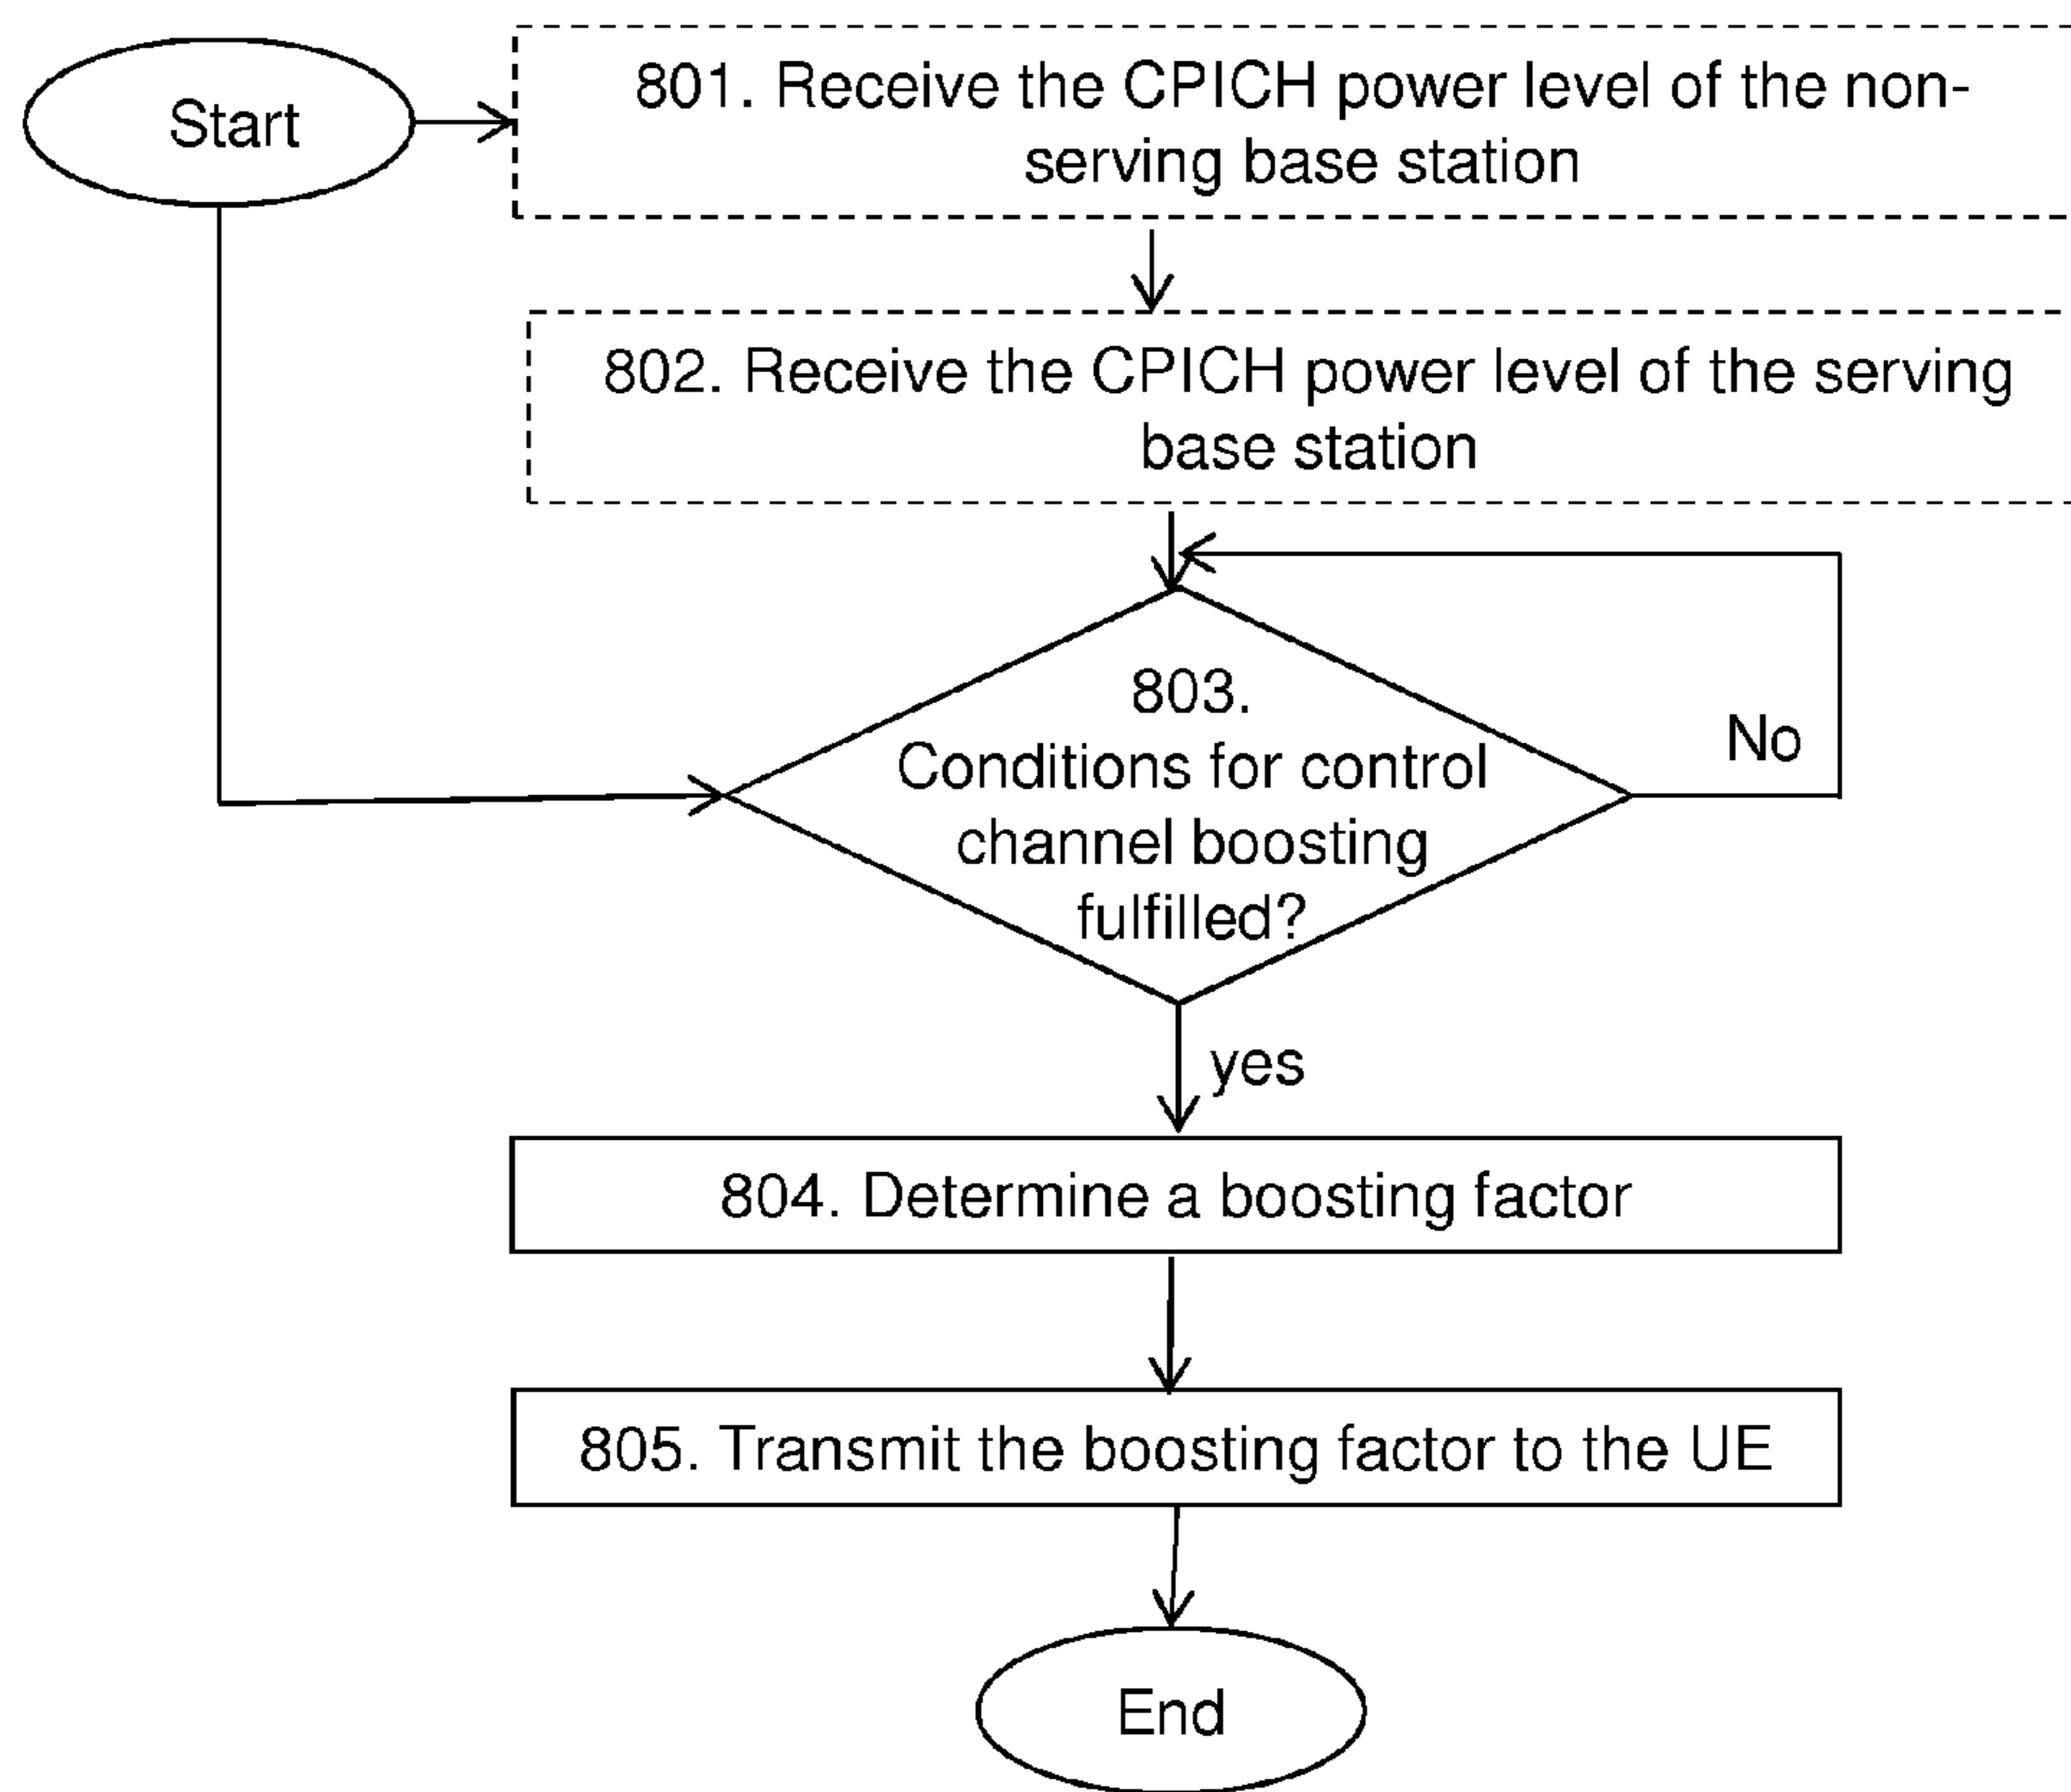 Start
801. Receive the CPICH power level of the non-
serving base station
802. Receive the CPICH power level of the serving
base station
803.
Conditions for control
channel boosting
fulfilled?
No
yes
804. Determine a boosting factor
805. Transmit the boosting factor to the UE
End